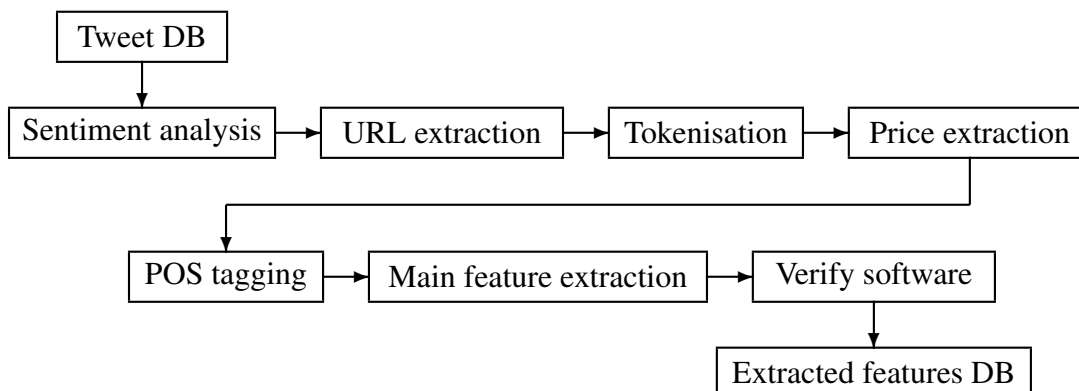 Tweet DB
Sentiment analysis
URL extraction
Tokenisation
Price extraction
POS tagging
Main feature extraction
Verify software
Extracted features DB